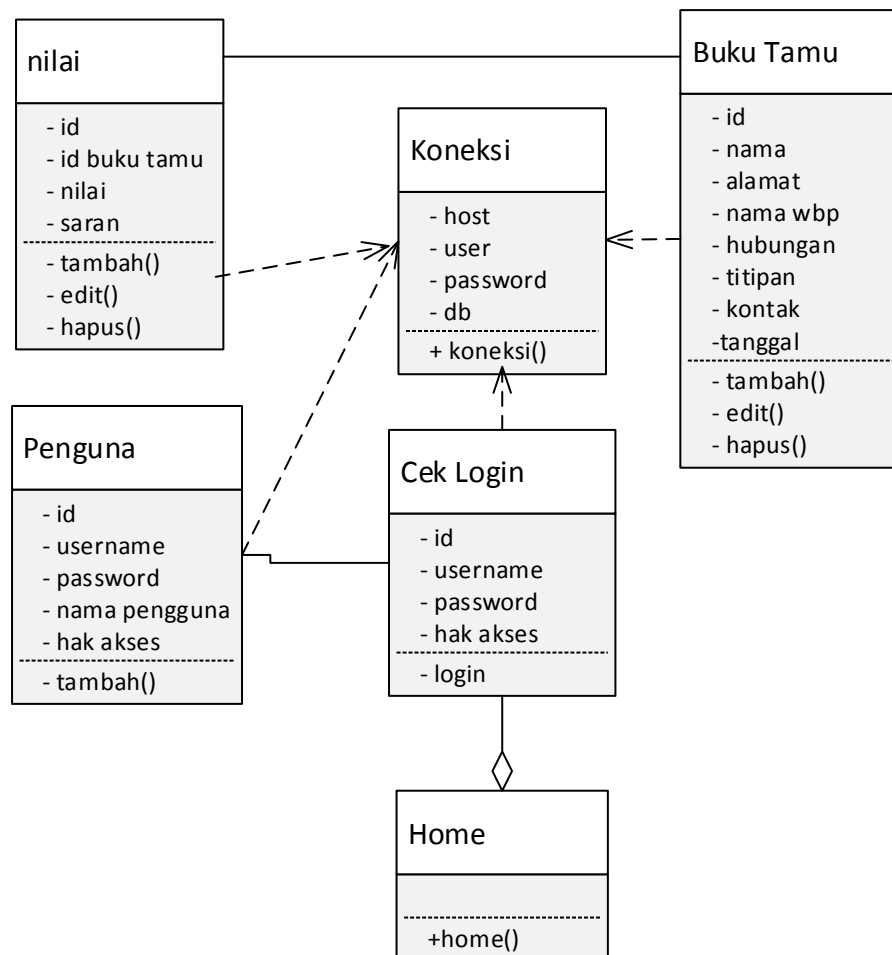 nilai
- id
- id buku tamu
- nilai
- saran
- tambah()
- edit()
- hapus()
Koneksi
- host
- user
- password
- db
+ koneksi()
Buku Tamu
- id
- nama
- alamat
- nama wbp
- hubungan
- titipan
- kontak
-tanggal
- tambah()
- edit()
- hapus()
Penguna
- id
- username
- password
- nama pengguna
- hak akses
- tambah()
Cek Login
- id
- username
- password
- hak akses
- login
Home
+home()